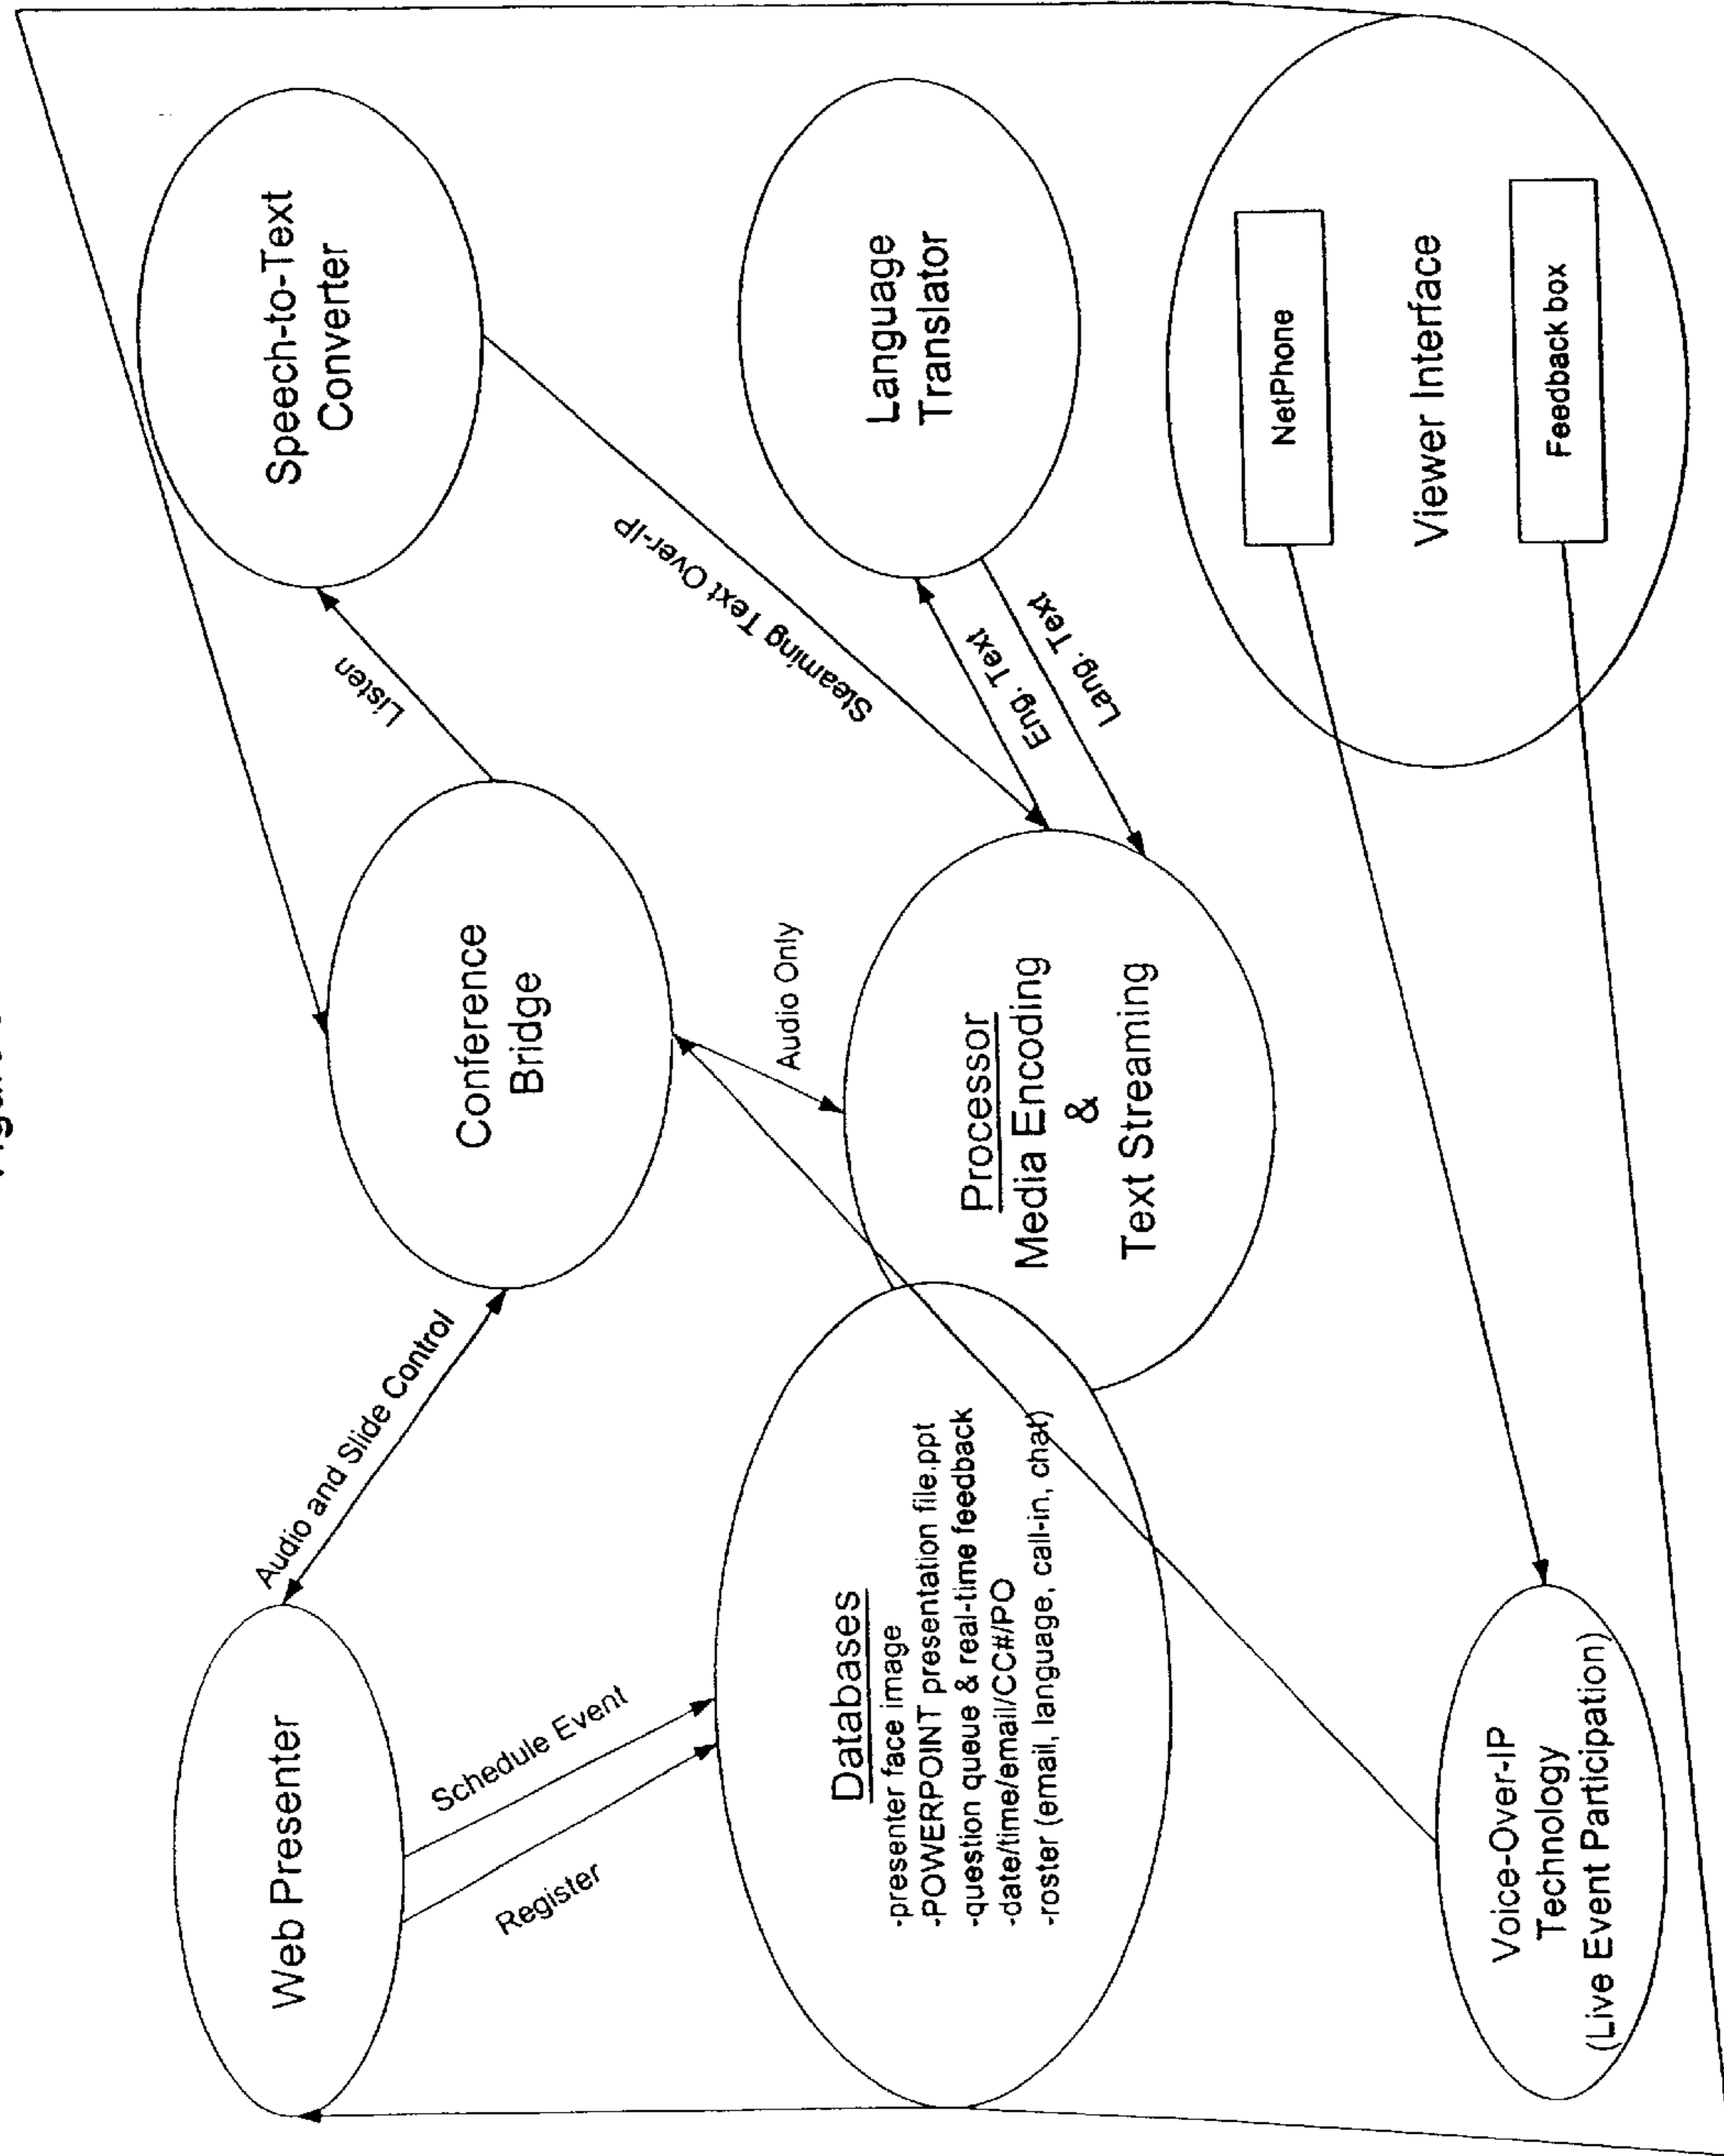 Web Presenter
Audio and Slide Control
Schedule Event
Register
Conference
Bridge
Listen
Speech-to-Text
Converter
Steaming Text Over-IP
Audio Only
Databases
-presenter face image
-POWERPOINT presentation file.ppt
-question queue & real-time feedback
-date/time/email/CC#/PO
-roster (email, language, call-in, chat)
Processor
Media Encoding
&
Text Streaming
Eng. Text
Lang. Text
Language
Translator
Voice-Over-IP
Technology
(Live Event Participation)
NetPhone
Viewer Interface
Feedback box